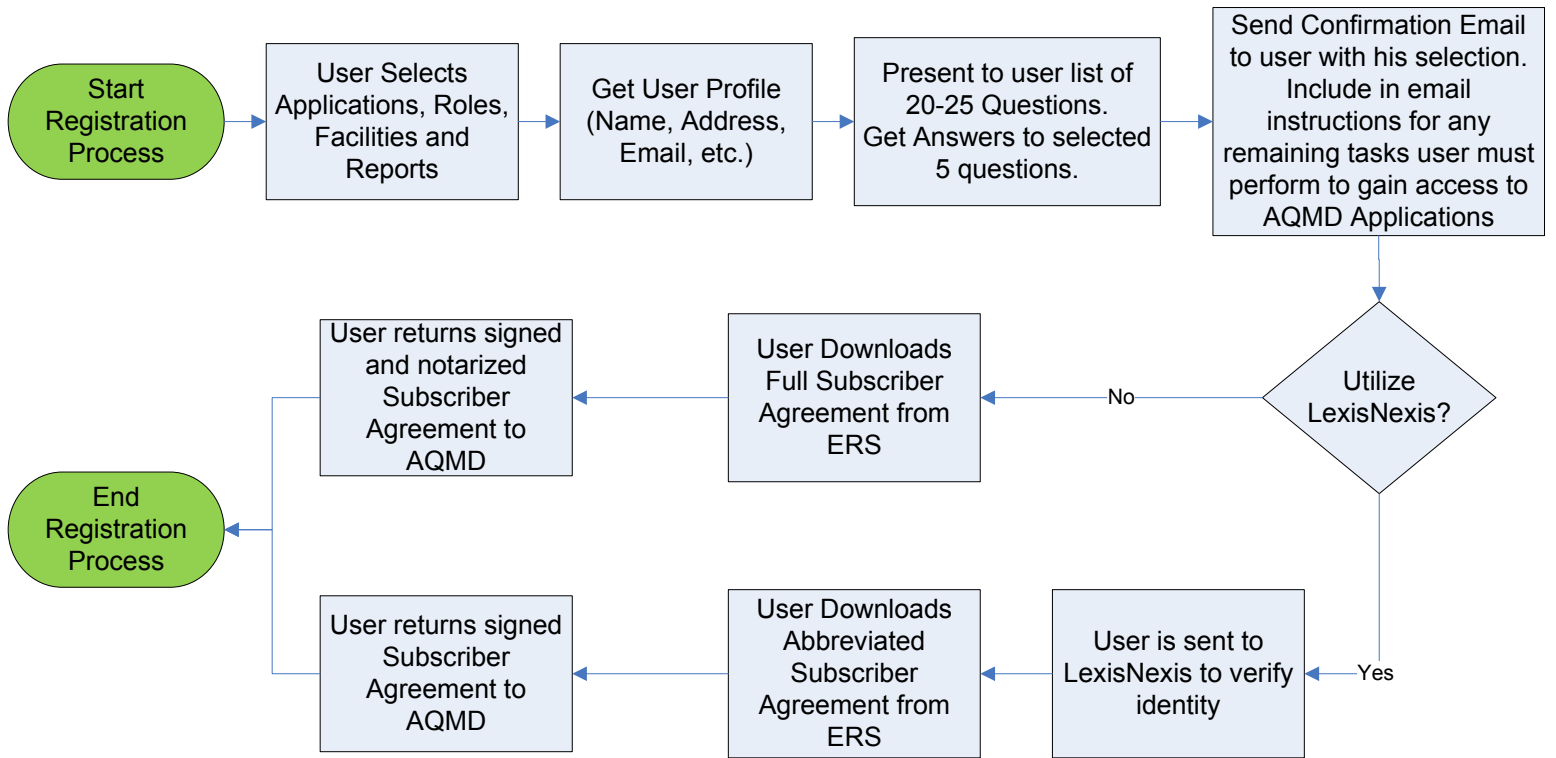 Start
Registration
Process
User Selects
Applications, Roles,
Facilities and
Reports
Get User Profile
(Name, Address,
Email, etc.)
Present to user list of
20-25 Questions.
Get Answers to selected
5 questions.
Send Confirmation Email
to user with his selection.
Include in email
instructions for any
remaining tasks user must
perform to gain access to
AQMD Applications
Utilize
LexisNexis?
No
User Downloads
Full Subscriber
Agreement from
ERS
User returns signed
and notarized
Subscriber
Agreement to
AQMD
End
Registration
Process
Yes
User is sent to
LexisNexis to verify
identity
User Downloads
Abbreviated
Subscriber
Agreement from
ERS
User returns signed
Subscriber
Agreement to
AQMD